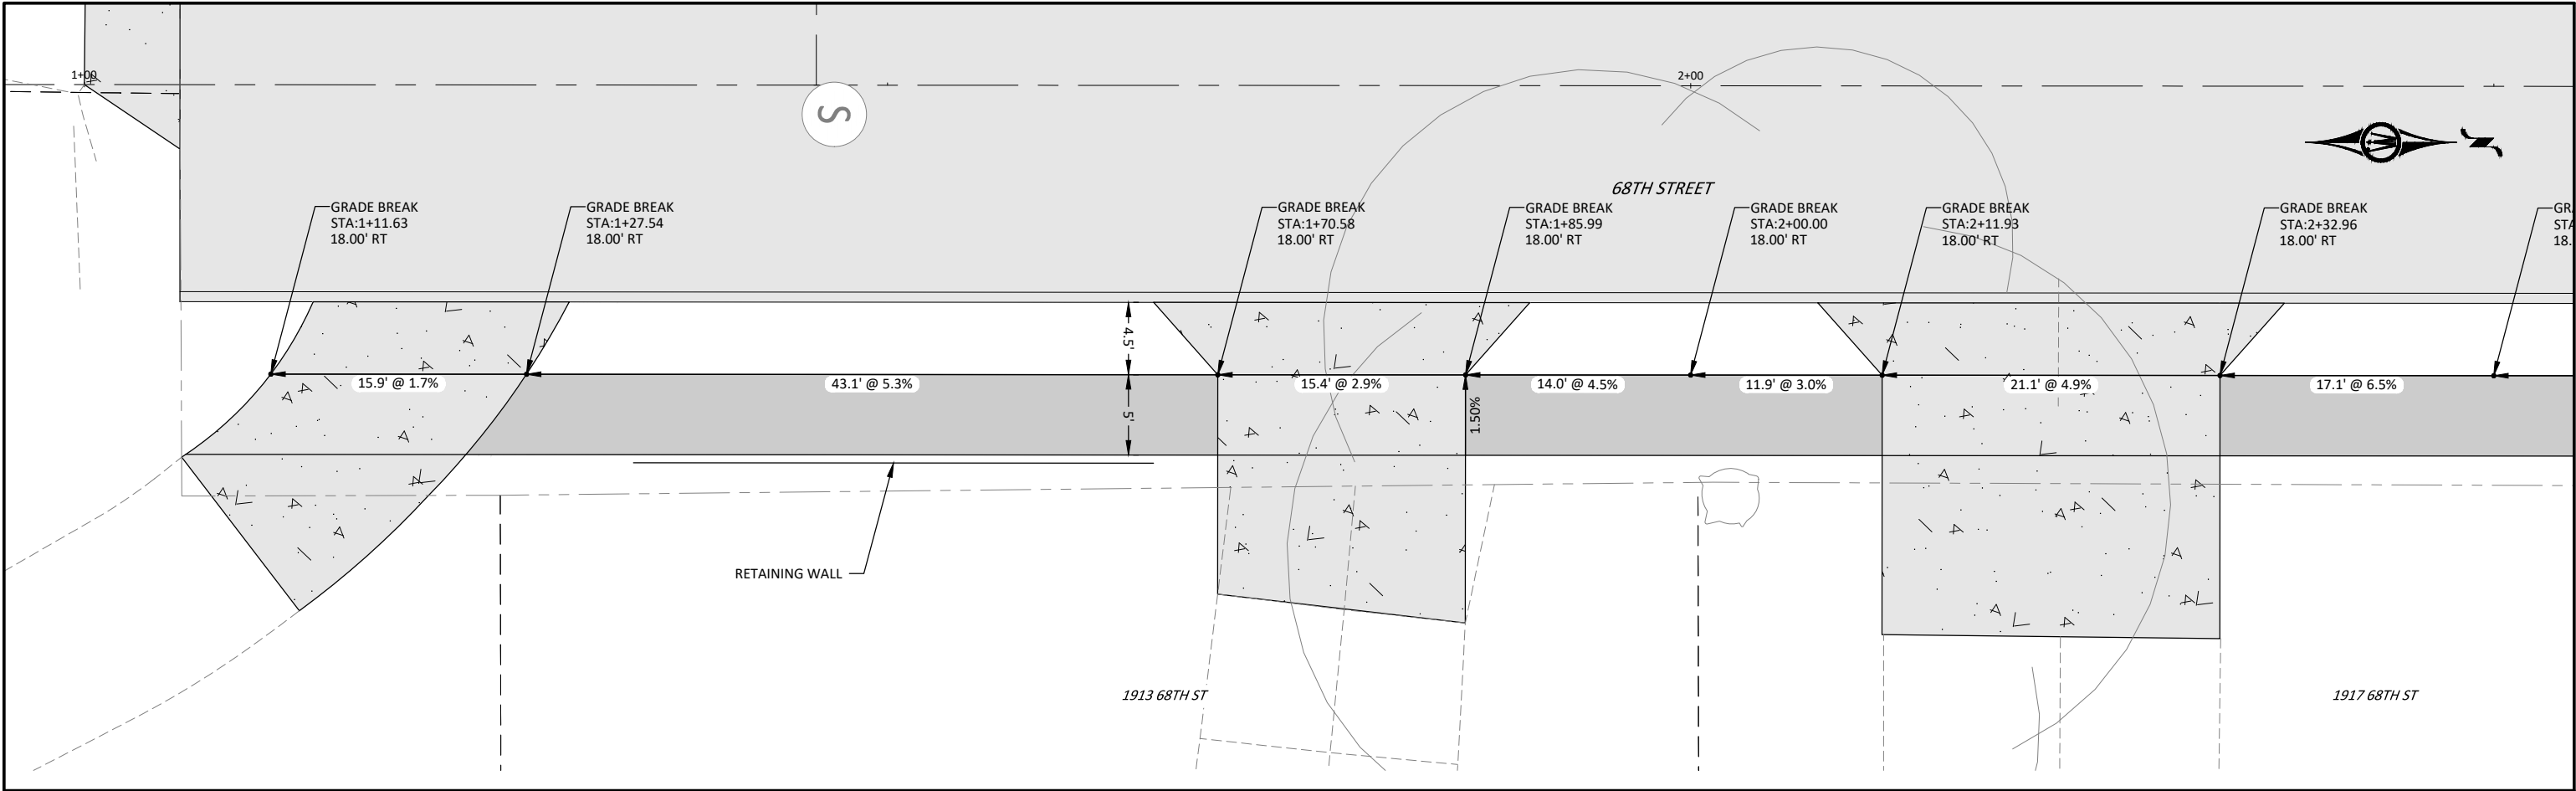 1+00
2+00
S
N
68TH STREET
GRADE BREAK
STA:1+11.63
18.00' RT
GRADE BREAK
STA:1+27.54
18.00' RT
GRADE BREAK
STA:1+70.58
18.00' RT
GRADE BREAK
STA:1+85.99
18.00' RT
GRADE BREAK
STA:2+00.00
18.00' RT
GRADE BREAK
STA:2+11.93
18.00' RT
GRADE BREAK
STA:2+32.96
18.00' RT
GR
STA
18.
4.5'
15.9' @ 1.7%
43.1' @ 5.3%
15.4' @ 2.9%
14.0' @ 4.5%
11.9' @ 3.0%
21.1' @ 4.9%
17.1' @ 6.5%
5'
1.50%
RETAINING WALL
1913 68TH ST
1917 68TH ST